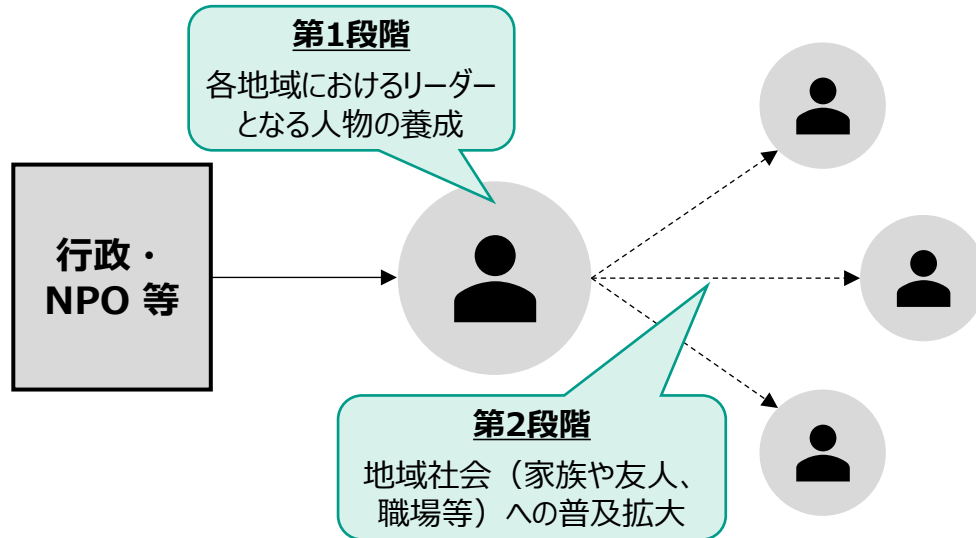 第1段階
各地域におけるリーダー
となる人物の養成
行政・
NPO 等
第2段階
地域社会（家族や友人、
職場等）への普及拡大